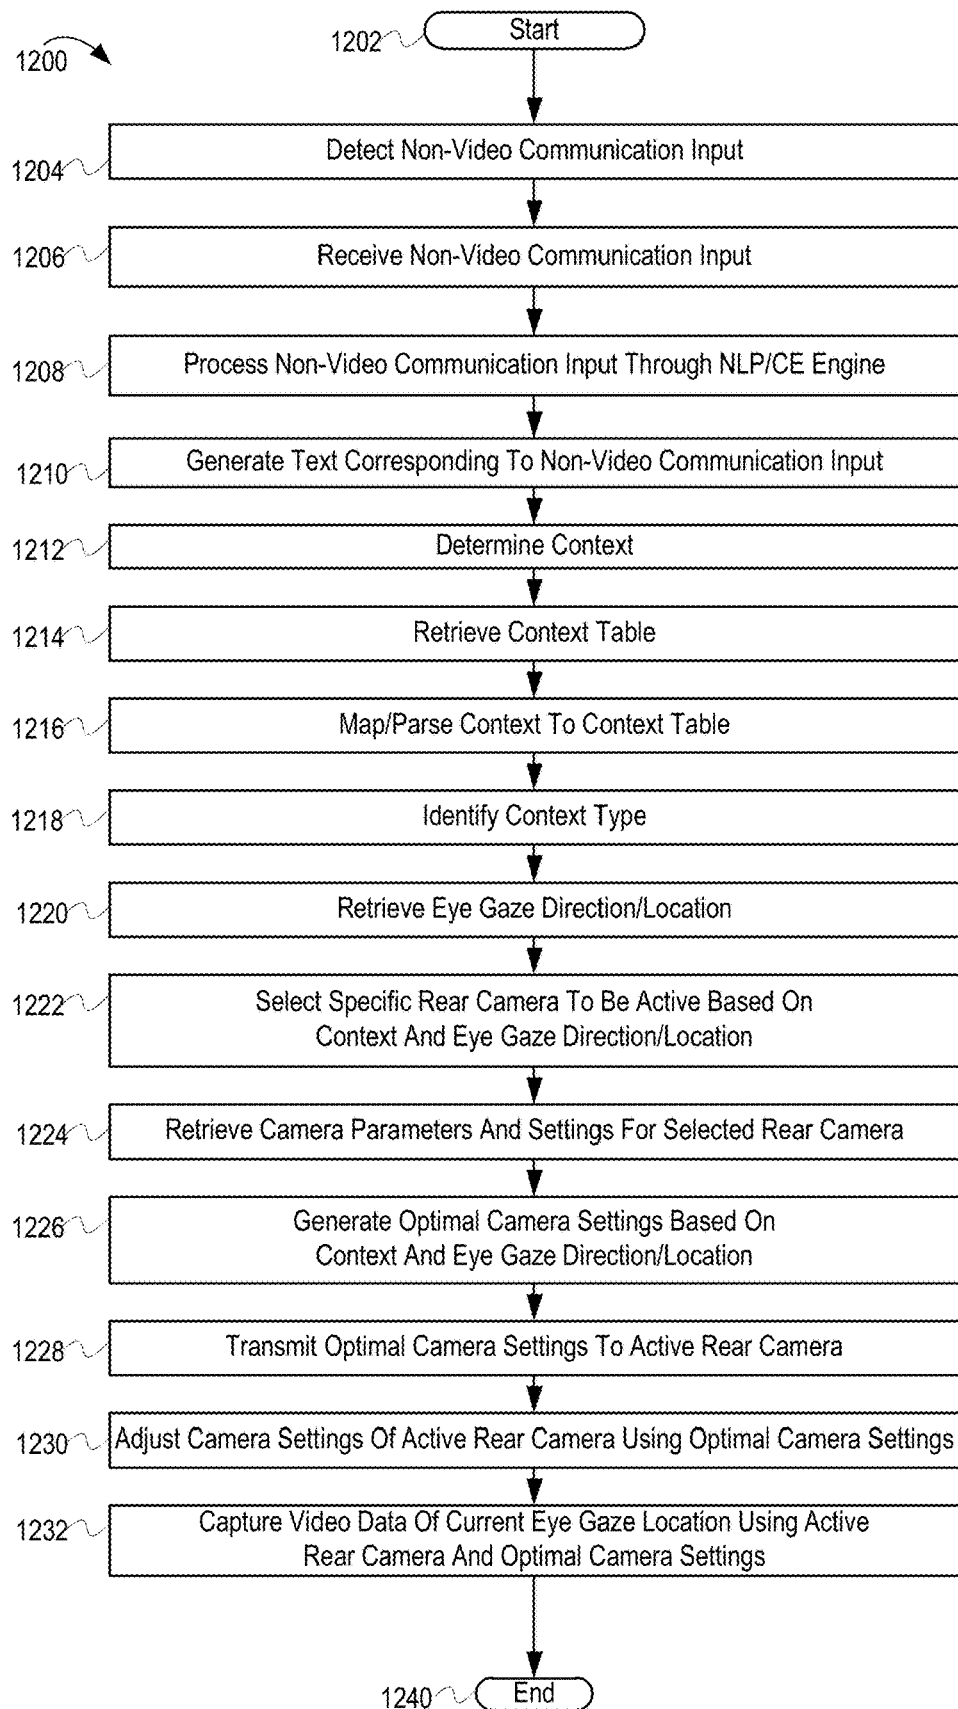 1200
1202
Start
1204
Detect Non-Video Communication Input
1206
Receive Non-Video Communication Input
1208
Process Non-Video Communication Input Through NLP/CE Engine
1210
Generate Text Corresponding To Non-Video Communication Input
1212
Determine Context
1214
Retrieve Context Table
1216
Map/Parse Context To Context Table
1218
Identify Context Type
1220
Retrieve Eye Gaze Direction/Location
1222
Select Specific Rear Camera To Be Active Based On
Context And Eye Gaze Direction/Location
1224
Retrieve Camera Parameters And Settings For Selected Rear Camera
1226
Generate Optimal Camera Settings Based On
Context And Eye Gaze Direction/Location
1228
Transmit Optimal Camera Settings To Active Rear Camera
1230
Adjust Camera Settings Of Active Rear Camera Using Optimal Camera Settings
1232
Capture Video Data Of Current Eye Gaze Location Using Active
Rear Camera And Optimal Camera Settings
1240
End